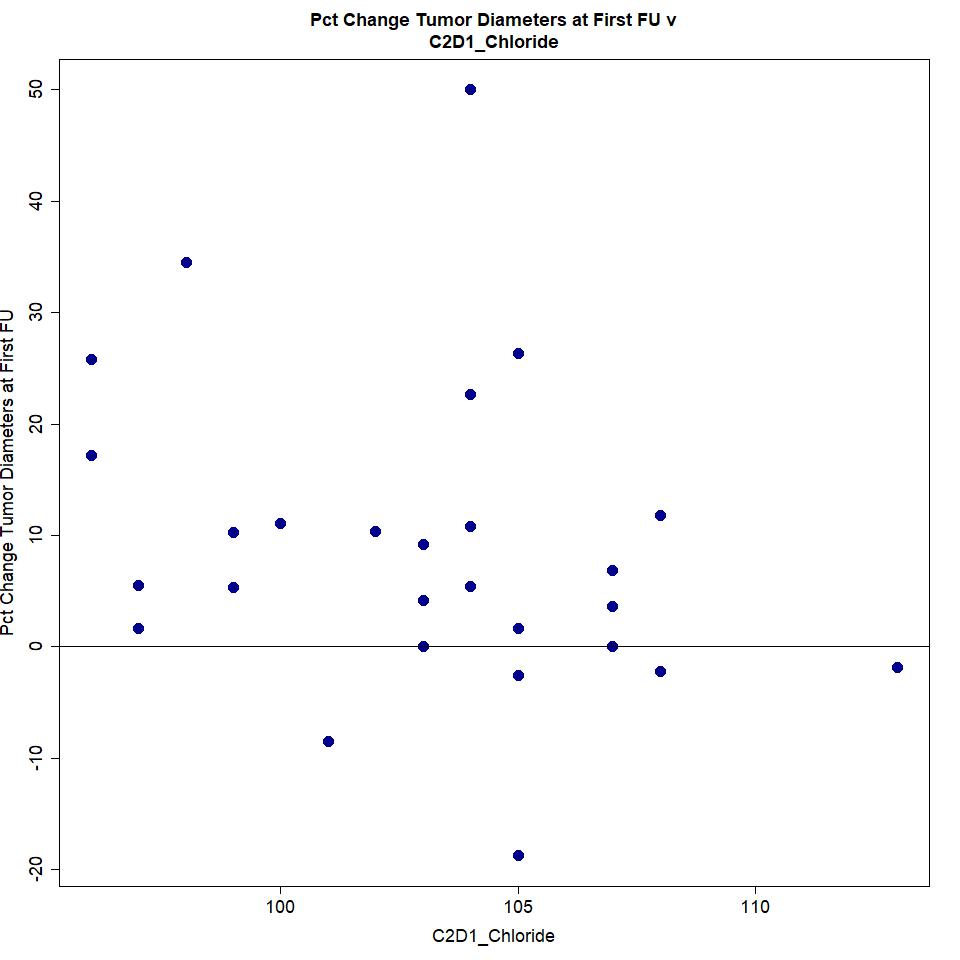 Pct Change Tumor Diameters at First FU v
C2D1_Chloride
Pct Change Tumor Diameters at First FU
50
40
30
20
10
0
-10
-20
100
105
110
C2D1_Chloride